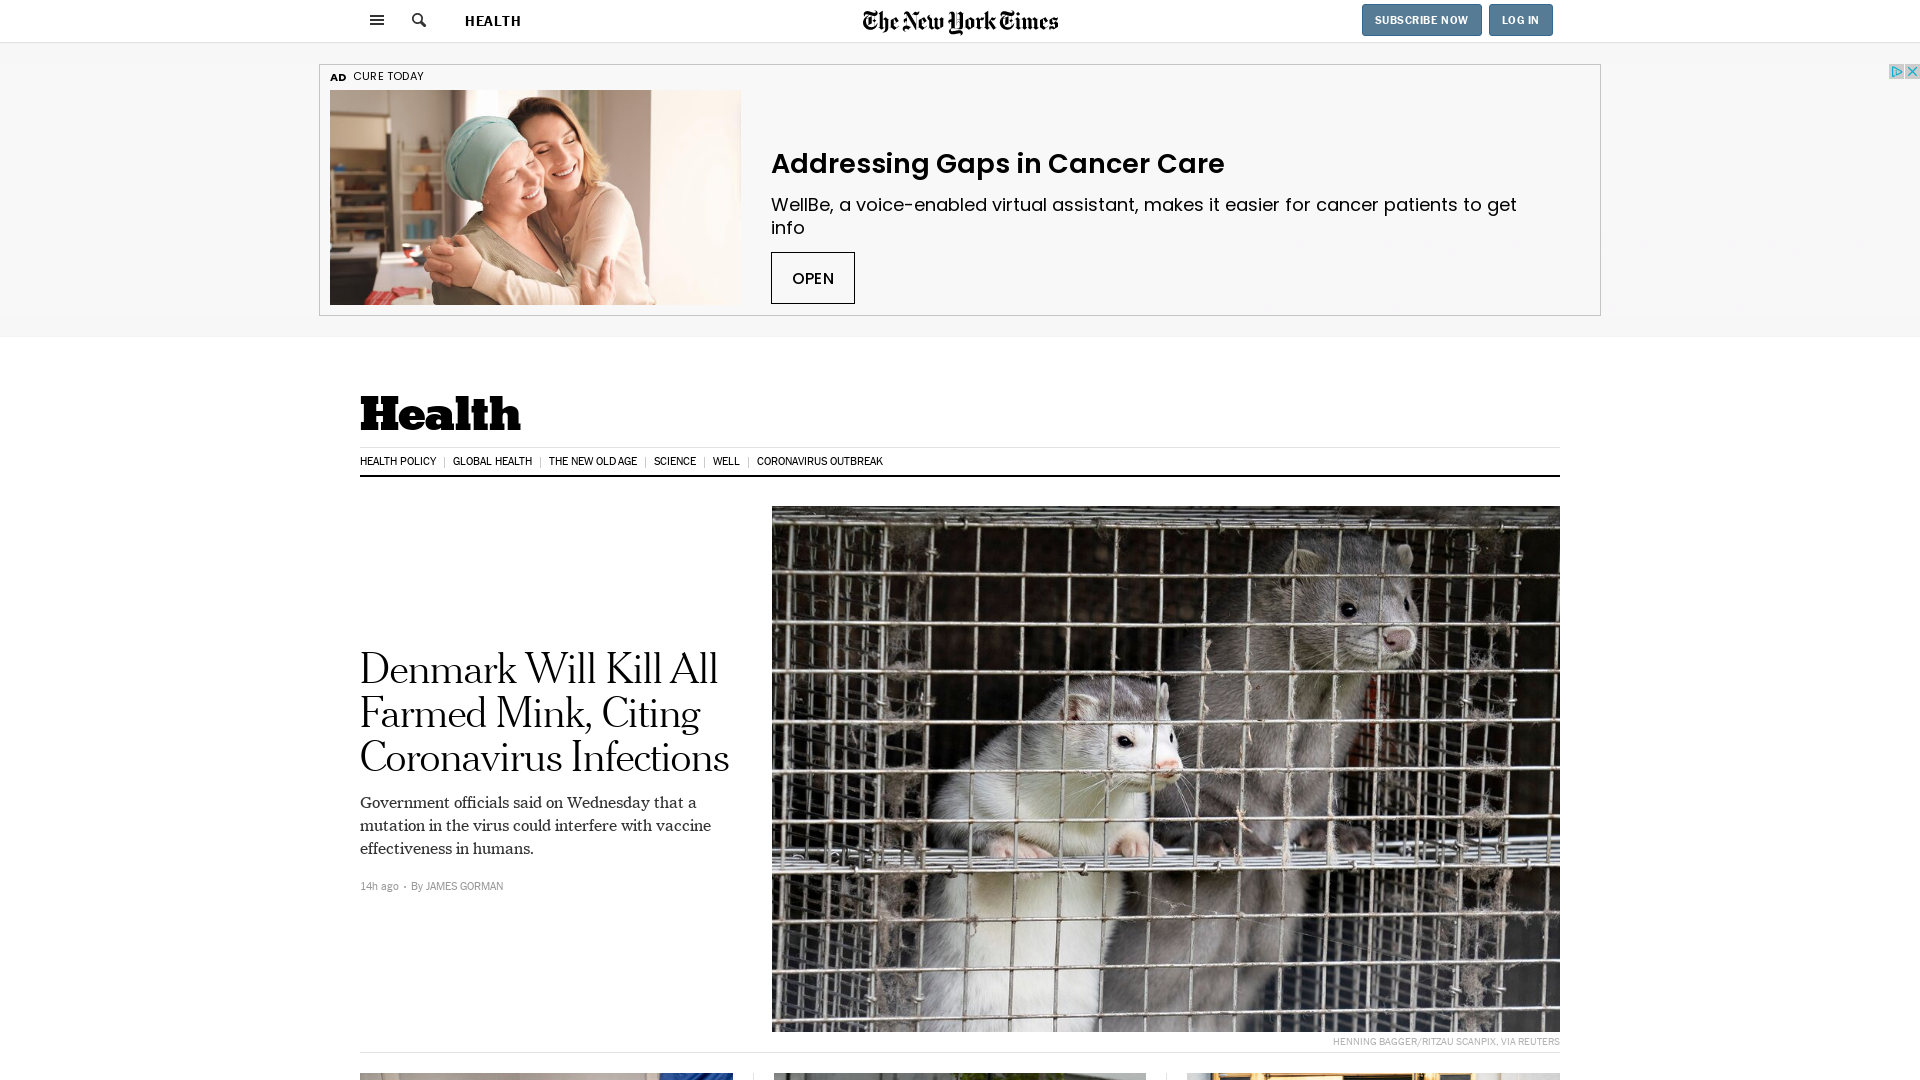 HEALTH
The New York Times
SUBSCRIBE NOW
LOG IN
AD CURE TODAY
Addressing Gaps in Cancer Care
WellBe, a voice-enabled virtual assistant, makes it easier for cancer patients to get
info
OPEN
Health
HEALTH POLICY
GLOBAL HEALTH
THE NEW OLD AGE
SCIENCE
WELL
CORONAVIRUS OUTBREAK
Denmark Will Kill All
Farmed Mink, Citing
Coronavirus Infections
Government officials said on Wednesday that a
mutation in the virus could interfere with vaccine
effectiveness in humans.
14h ago • By JAMES GORMAN
HENNING BAGGER/RITZAU SCANPIX, VIA REUTERS